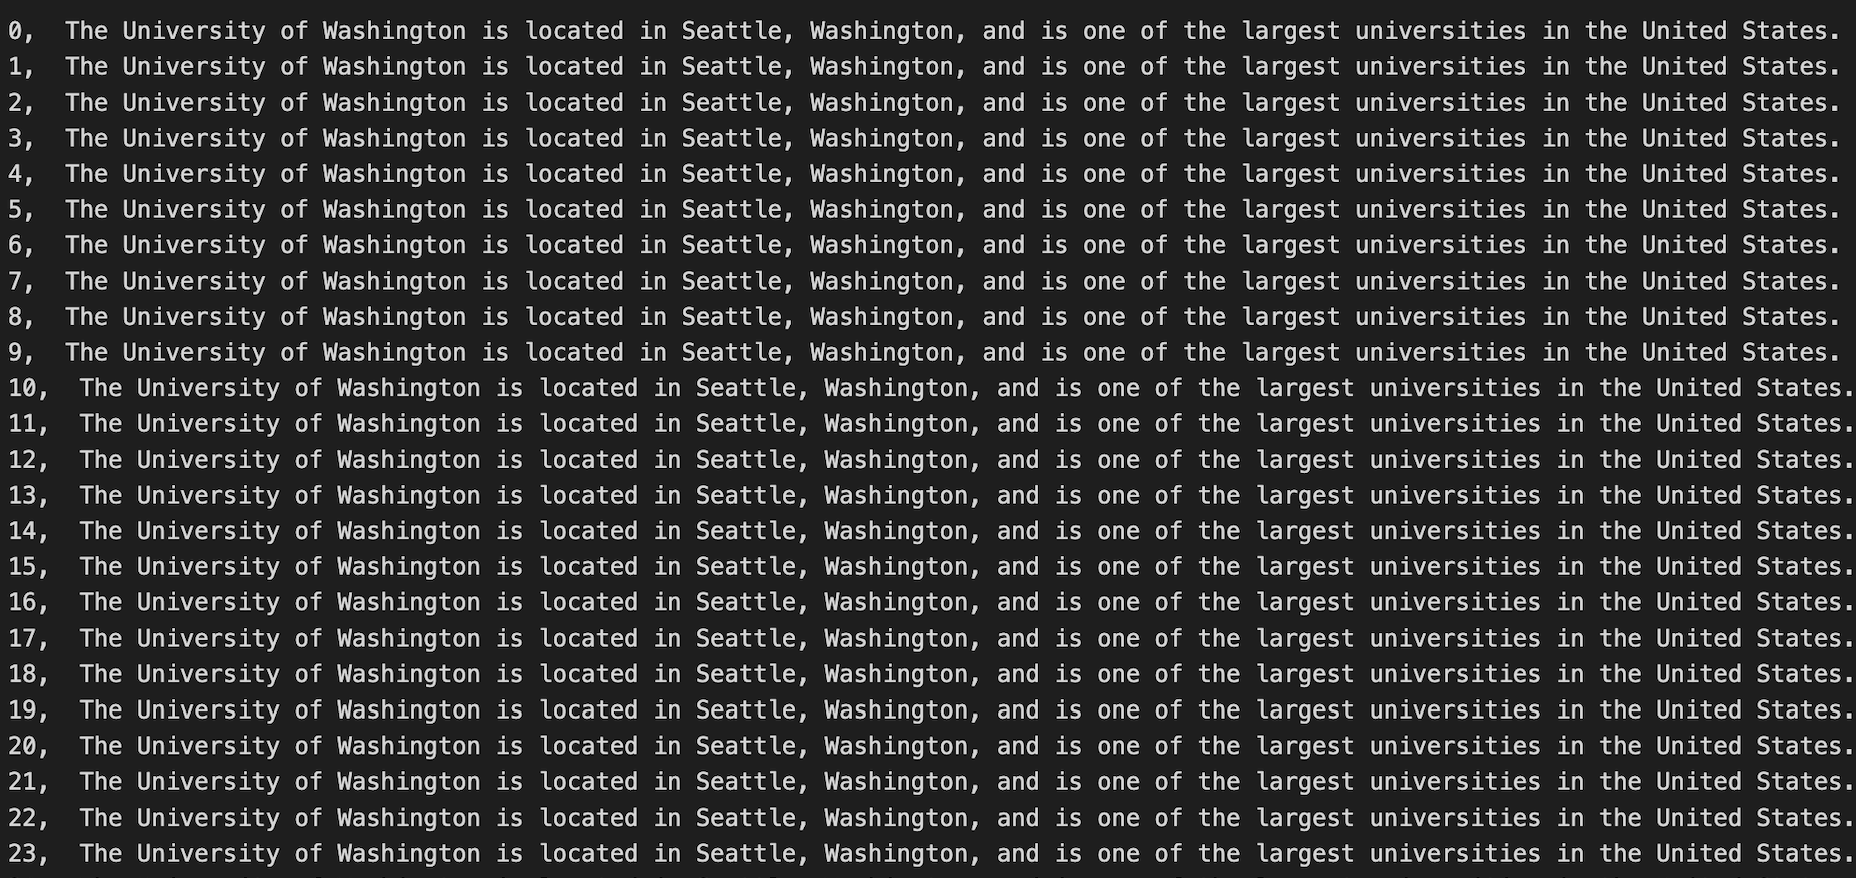 0,  The University of Washington is located in Seattle, Washington, and is one of the largest universities in the United States.
1,  The University of Washington is located in Seattle, Washington, and is one of the largest universities in the United States.
2,  The University of Washington is located in Seattle, Washington, and is one of the largest universities in the United States.
3,  The University of Washington is located in Seattle, Washington, and is one of the largest universities in the United States.
4,  The University of Washington is located in Seattle, Washington, and is one of the largest universities in the United States.
5,  The University of Washington is located in Seattle, Washington, and is one of the largest universities in the United States.
6,  The University of Washington is located in Seattle, Washington, and is one of the largest universities in the United States.
7,  The University of Washington is located in Seattle, Washington, and is one of the largest universities in the United States.
8,  The University of Washington is located in Seattle, Washington, and is one of the largest universities in the United States.
9,  The University of Washington is located in Seattle, Washington, and is one of the largest universities in the United States.
10,  The University of Washington is located in Seattle, Washington, and is one of the largest universities in the United States.
11,  The University of Washington is located in Seattle, Washington, and is one of the largest universities in the United States.
12,  The University of Washington is located in Seattle, Washington, and is one of the largest universities in the United States.
13,  The University of Washington is located in Seattle, Washington, and is one of the largest universities in the United States.
14,  The University of Washington is located in Seattle, Washington, and is one of the largest universities in the United States.
15,  The University of Washington is located in Seattle, Washington, and is one of the largest universities in the United States.
16,  The University of Washington is located in Seattle, Washington, and is one of the largest universities in the United States.
17,  The University of Washington is located in Seattle, Washington, and is one of the largest universities in the United States.
18,  The University of Washington is located in Seattle, Washington, and is one of the largest universities in the United States.
19,  The University of Washington is located in Seattle, Washington, and is one of the largest universities in the United States.
20,  The University of Washington is located in Seattle, Washington, and is one of the largest universities in the United States.
21,  The University of Washington is located in Seattle, Washington, and is one of the largest universities in the United States.
22,  The University of Washington is located in Seattle, Washington, and is one of the largest universities in the United States.
23,  The University of Washington is located in Seattle, Washington, and is one of the largest universities in the United States.